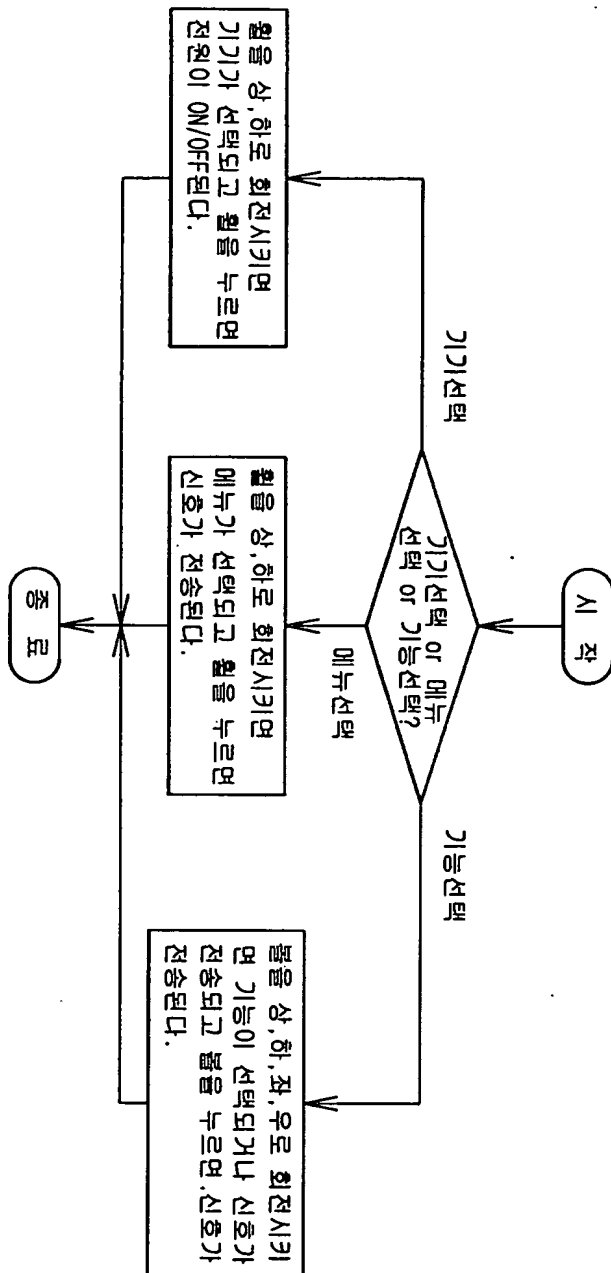 시 작
기기선택 or 메뉴
선택 or 기능선택?
기기선택
메뉴선택
기능선택
휠을 상,하로 회전시키면
기기가 선택되고 휠을 누르면
전원이 ON/OFF된다.
휠을 상,하로 회전시키면
메뉴가 선택되고 휠을 누르면
신호가 전송된다.
볼을 상,하,좌,우로 회전시키
면 기능이 선택되거나 신호가
전송되고 볼을 누르면 신호가
전송된다.
종 료